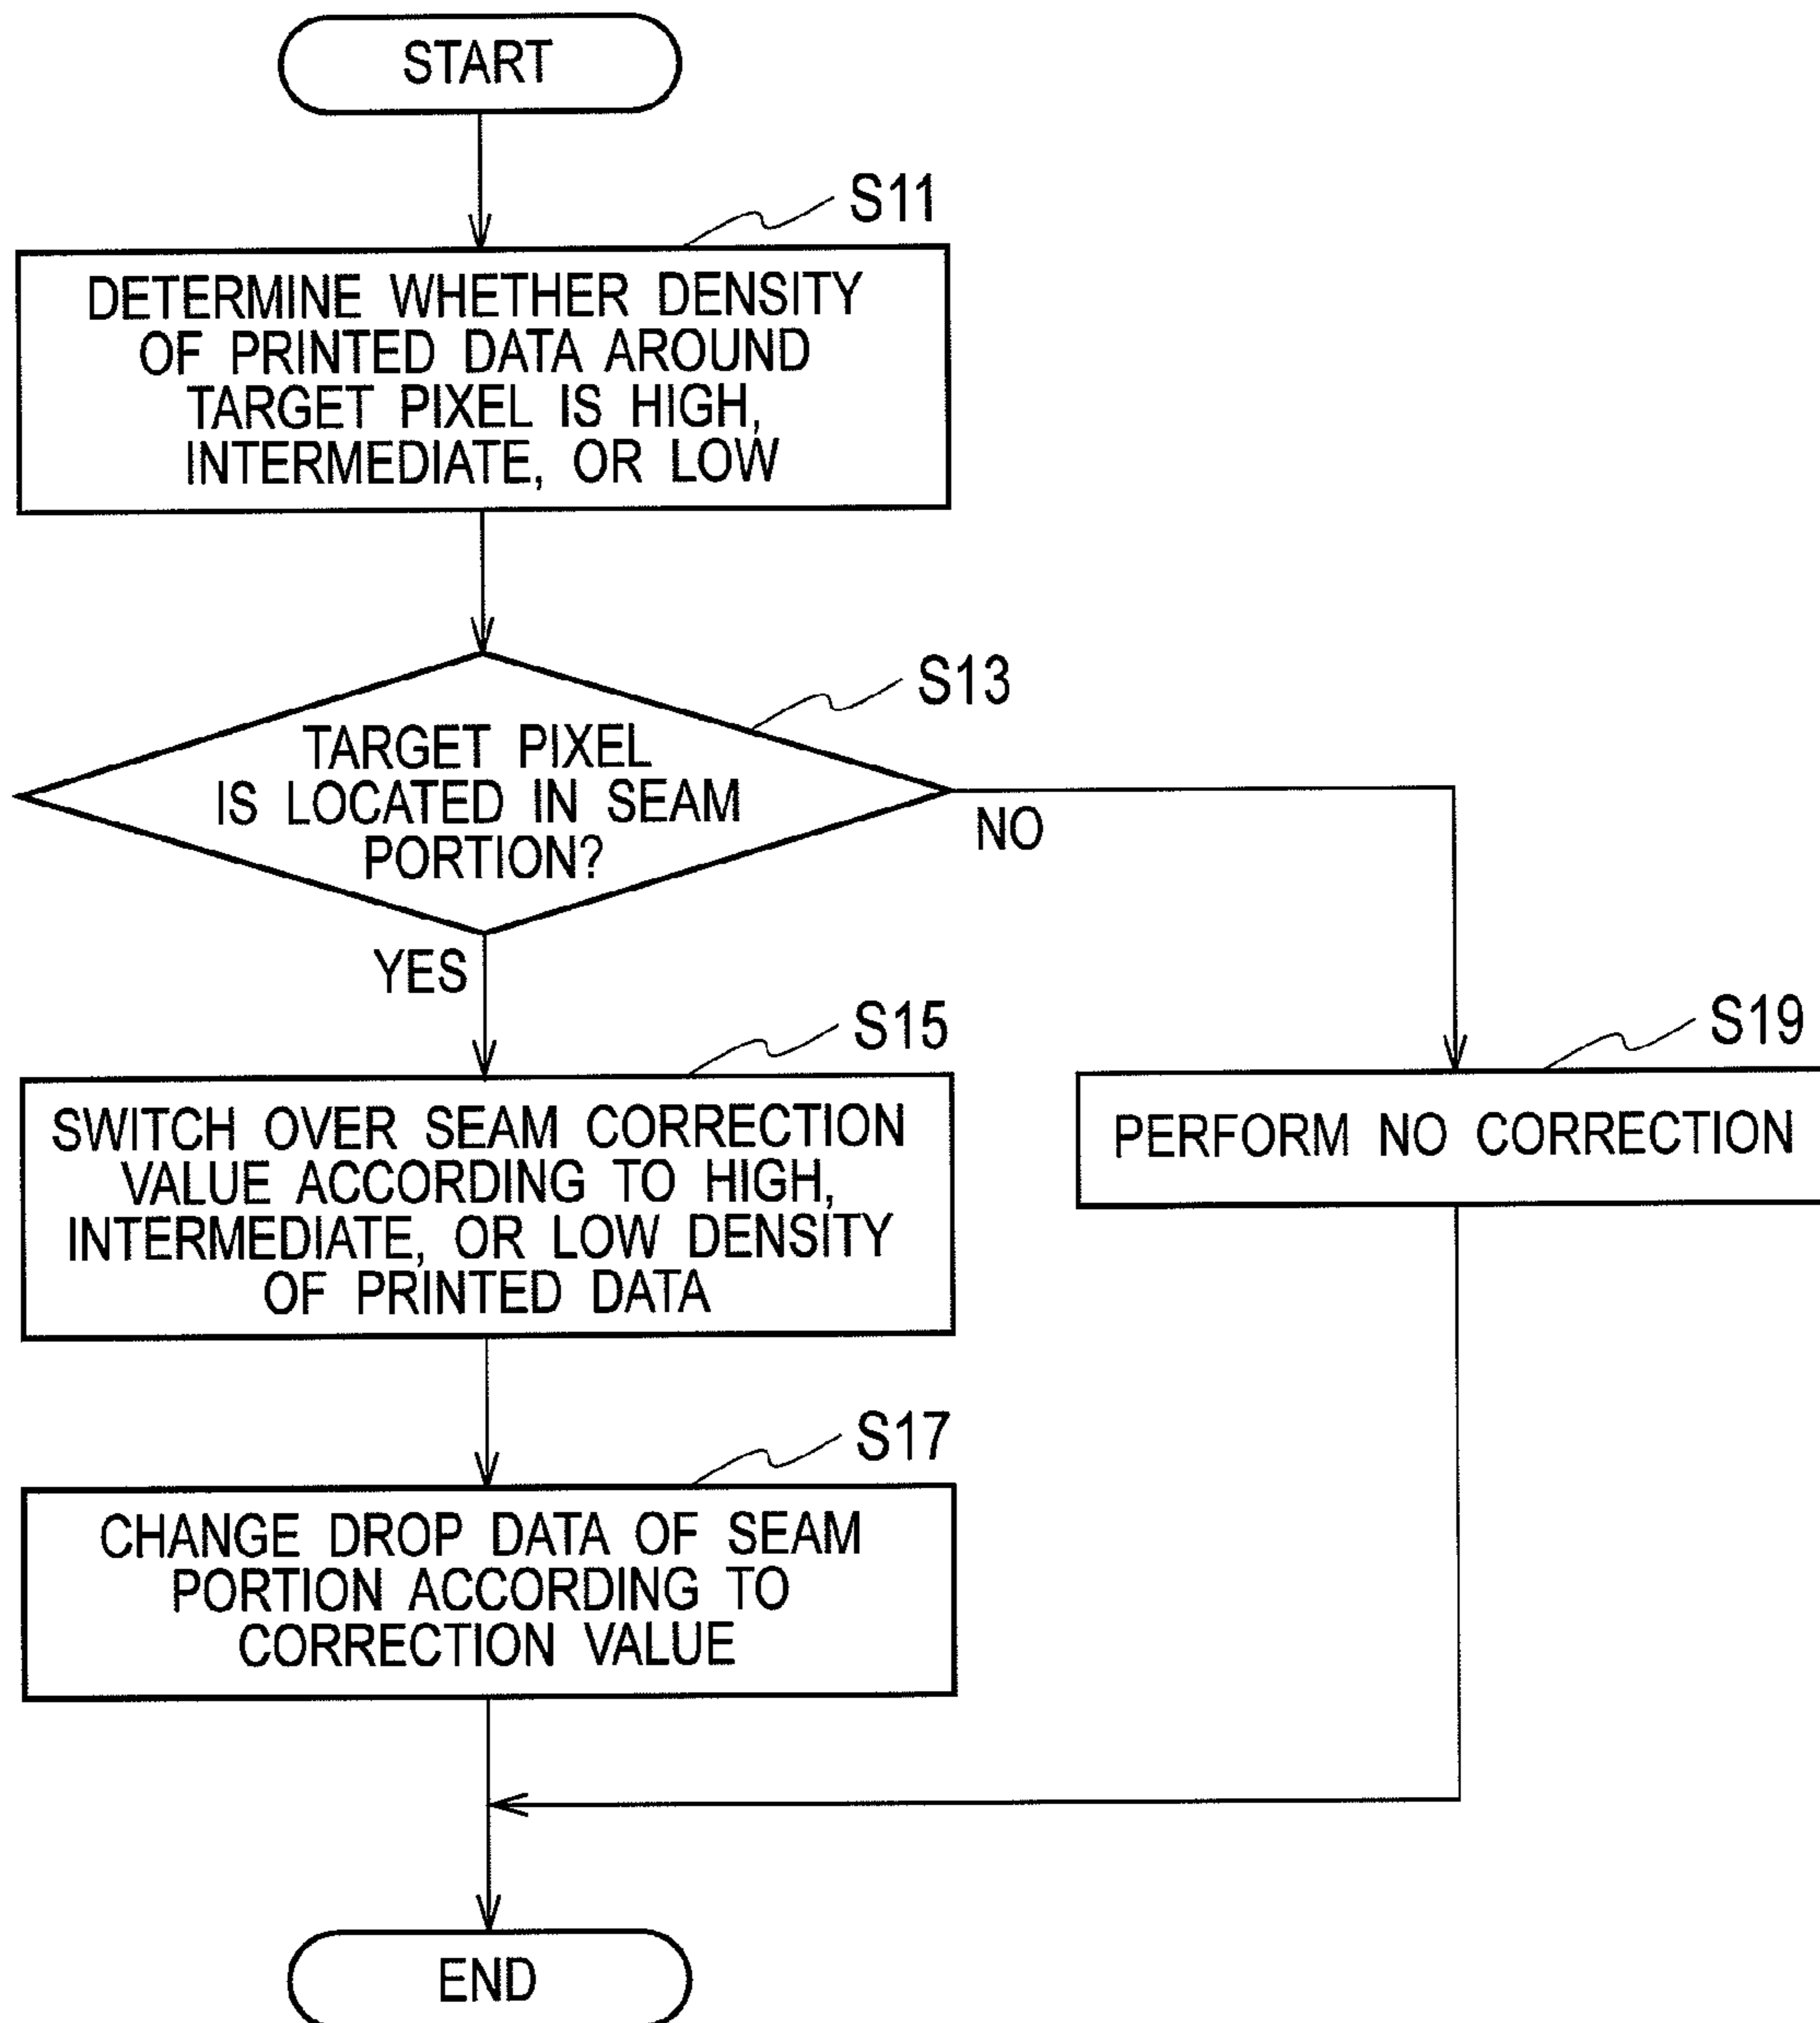 START
S11
DETERMINE WHETHER DENSITY
OF PRINTED DATA AROUND
TARGET PIXEL IS HIGH,
INTERMEDIATE, OR LOW
S13
TARGET PIXEL
IS LOCATED IN SEAM
PORTION?
NO
YES
S15
SWITCH OVER SEAM CORRECTION
VALUE ACCORDING TO HIGH,
INTERMEDIATE, OR LOW DENSITY
OF PRINTED DATA
S19
PERFORM NO CORRECTION
S17
CHANGE DROP DATA OF SEAM
PORTION ACCORDING TO
CORRECTION VALUE
END